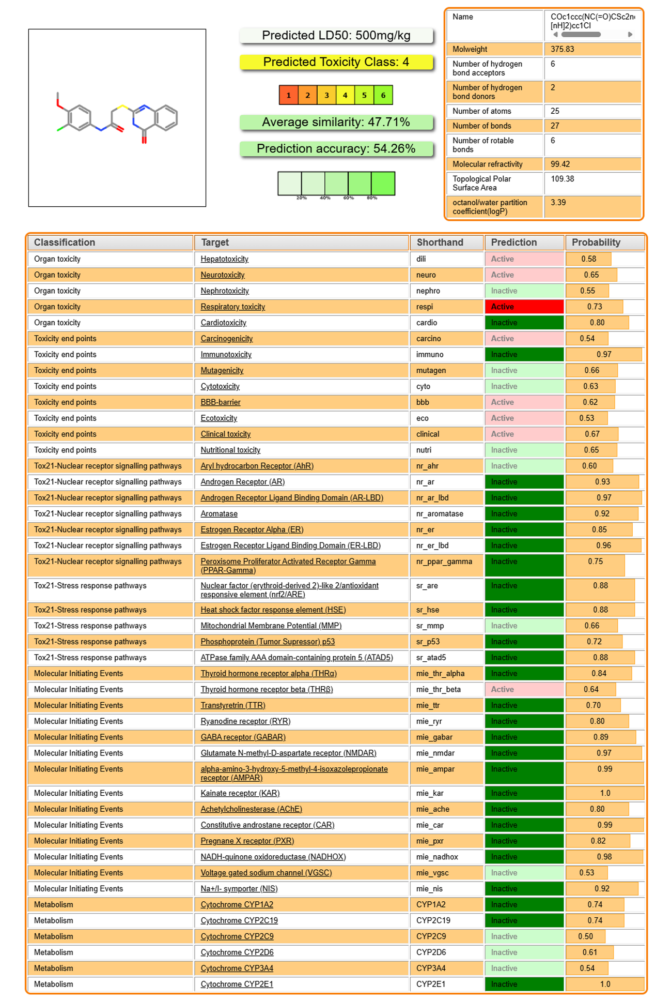 Predicted LD50: 500mg/kg
Predicted Toxicity Class: 4
1 2 3 4 5 6
Average similarity: 47.71%
Prediction accuracy: 54.26%
20% 40% 60% 80%
Name COc1ccc(NC(=O)CSc2n
[nH]2)cc1Cl
Molweight 375.83
Number of hydrogen
bond acceptors 6
Number of hydrogen
bond donors 2
Number of atoms 25
Number of bonds 27
Number of rotable
bonds 6
Molecular refractivity 99.42
Topological Polar
Surface Area 109.38
octanol/water partition
coefficient(logP) 3.39
Classification Target Shorthand Prediction Probability
Organ toxicity Hepatotoxicity dili Active 0.58
Organ toxicity Neurotoxicity neuro Active 0.65
Organ toxicity Nephrotoxicity nephro Inactive 0.55
Organ toxicity Respiratory toxicity respi Active 0.73
Organ toxicity Cardiotoxicity cardio Inactive 0.80
Toxicity end points Carcinogenicity carcino Active 0.54
Toxicity end points Immunotoxicity immuno Inactive 0.97
Toxicity end points Mutagenicity mutagen Inactive 0.66
Toxicity end points Cytotoxicity cyto Inactive 0.63
Toxicity end points BBB-barrier bbb Active 0.62
Toxicity end points Ecotoxicity eco Active 0.53
Toxicity end points Clinical toxicity clinical Active 0.67
Toxicity end points Nutritional toxicity nutri Inactive 0.65
Tox21-Nuclear receptor signalling pathways Aryl hydrocarbon Receptor (AhR) nr_ahr Inactive 0.60
Tox21-Nuclear receptor signalling pathways Androgen Receptor (AR) nr_ar Inactive 0.93
Tox21-Nuclear receptor signalling pathways Androgen Receptor Ligand Binding Domain (AR-LBD) nr_ar_lbd Inactive 0.97
Tox21-Nuclear receptor signalling pathways Aromatase nr_aromatase Inactive 0.92
Tox21-Nuclear receptor signalling pathways Estrogen Receptor Alpha (ER) nr_er Inactive 0.85
Tox21-Nuclear receptor signalling pathways Estrogen Receptor Ligand Binding Domain (ER-LBD) nr_er_lbd Inactive 0.96
Tox21-Nuclear receptor signalling pathways Peroxisome Proliferator Activated Receptor Gamma
(PPAR-Gamma) nr_ppar_gamma Inactive 0.75
Tox21-Stress response pathways Nuclear factor (erythroid-derived 2)-like 2/antioxidant
responsive element (nrf2/ARE) sr_are Inactive 0.88
Tox21-Stress response pathways Heat shock factor response element (HSE) sr_hse Inactive 0.88
Tox21-Stress response pathways Mitochondrial Membrane Potential (MMP) sr_mmp Inactive 0.66
Tox21-Stress response pathways Phosphoprotein (Tumor Supressor) p53 sr_p53 Inactive 0.72
Tox21-Stress response pathways ATPase family AAA domain-containing protein 5 (ATAD5) sr_atad5 Inactive 0.88
Molecular Initiating Events Thyroid hormone receptor alpha (THRα) mie_thr_alpha Inactive 0.84
Molecular Initiating Events Thyroid hormone receptor beta (THRβ) mie_thr_beta Active 0.64
Molecular Initiating Events Transtyretrin (TTR) mie_ttr Inactive 0.70
Molecular Initiating Events Ryanodine receptor (RYR) mie_ryr Inactive 0.80
Molecular Initiating Events GABA receptor (GABAR) mie_gabar Inactive 0.89
Molecular Initiating Events Glutamate N-methyl-D-aspartate receptor (NMDAR) mie_nmdar Inactive 0.97
Molecular Initiating Events alpha-amino-3-hydroxy-5-methyl-4-isoxazolepropionate
receptor (AMPAR) mie_ampar Inactive 0.99
Molecular Initiating Events Kainate receptor (KAR) mie_kar Inactive 1.0
Molecular Initiating Events Achetylcholinesterase (AChE) mie_ache Inactive 0.80
Molecular Initiating Events Constitutive androstane receptor (CAR) mie_car Inactive 0.99
Molecular Initiating Events Pregnane X receptor (PXR) mie_pxr Inactive 0.82
Molecular Initiating Events NADH-quinone oxidoreductase (NADHOX) mie_nadhox Inactive 0.98
Molecular Initiating Events Voltage gated sodium channel (VGSC) mie_vgsc Inactive 0.53
Molecular Initiating Events Na+/I- symporter (NIS) mie_nis Inactive 0.92
Metabolism Cytochrome CYP1A2 CYP1A2 Inactive 0.74
Metabolism Cytochrome CYP2C19 CYP2C19 Inactive 0.74
Metabolism Cytochrome CYP2C9 CYP2C9 Inactive 0.50
Metabolism Cytochrome CYP2D6 CYP2D6 Inactive 0.61
Metabolism Cytochrome CYP3A4 CYP3A4 Inactive 0.54
Metabolism Cytochrome CYP2E1 CYP2E1 Inactive 1.0